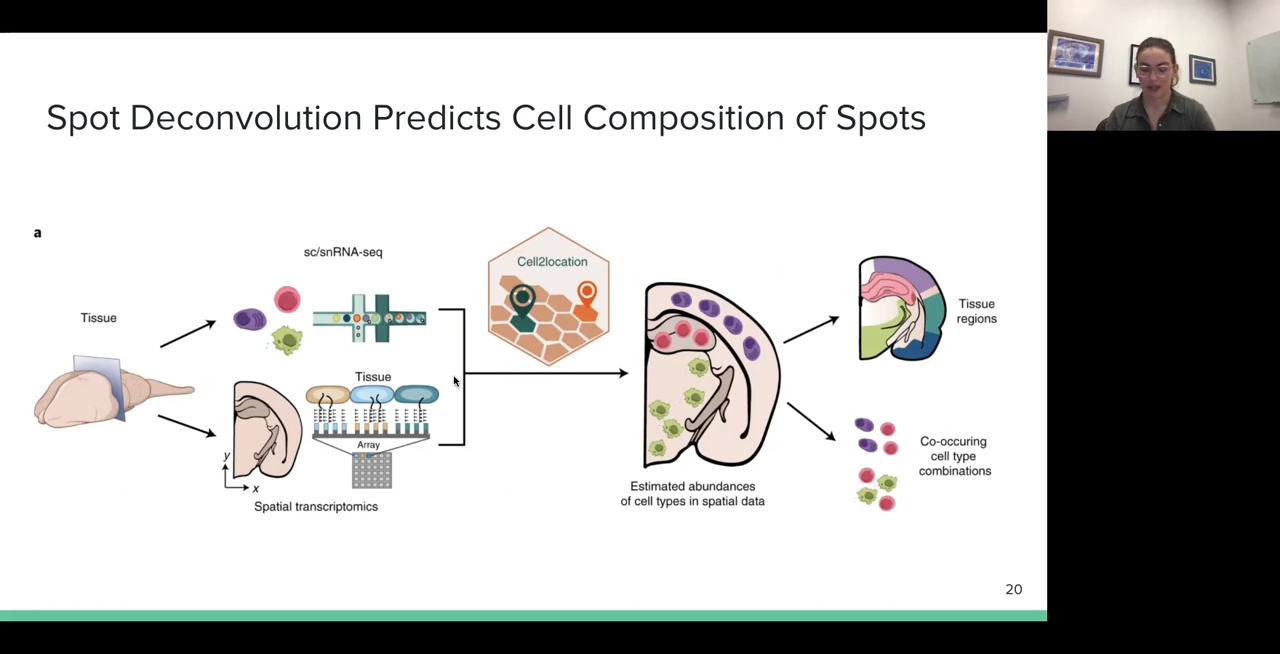 Spot Deconvolution Predicts Cell Composition of Spots
a
sc/snRNA-seq
Tissue
Cell2location
Tissue
Array
y
x
Spatial transcriptomics
Estimated abundances
of cell types in spatial data
Tissue
regions
Co-occuring
cell type
combinations
20